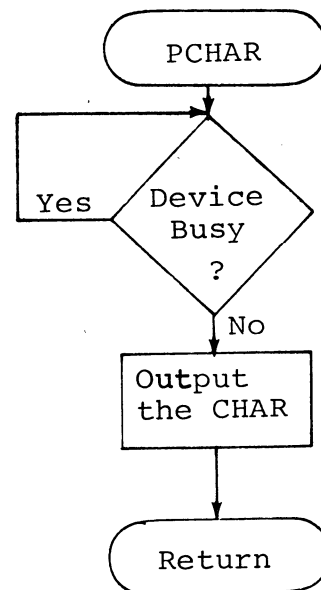 PCHAR
Yes
Device
Busy
?
No
Output
the CHAR
Return